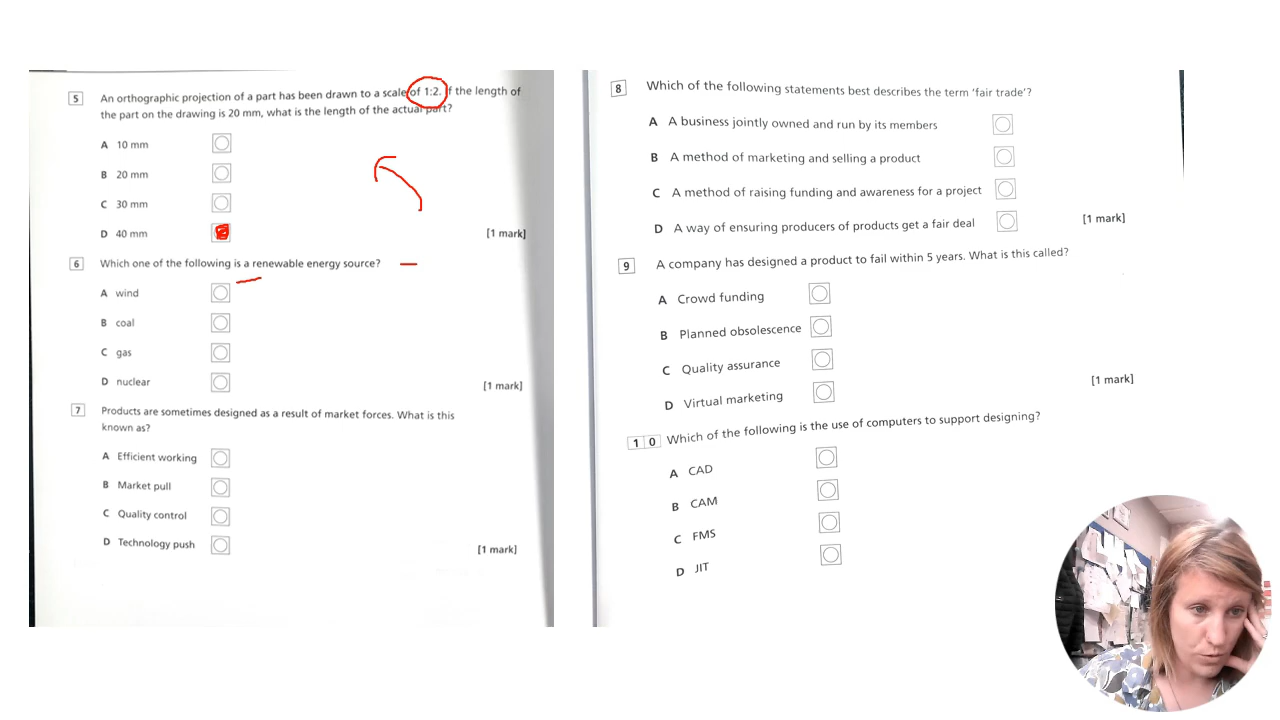 5 An orthographic projection of a part has been drawn to a scale of 1:2. If the length of
the part on the drawing is 20 mm, what is the length of the actual part?
A 10 mm
B 20 mm
C 30 mm
D 40 mm
[1 mark]
6 Which one of the following is a renewable energy source?
A wind
B coal
C gas
D nuclear
[1 mark]
7 Products are sometimes designed as a result of market forces. What is this
known as?
A Efficient working
B Market pull
C Quality control
D Technology push
[1 mark]
8 Which of the following statements best describes the term ‘fair trade’?
A A business jointly owned and run by its members
B A method of marketing and selling a product
C A method of raising funding and awareness for a project
D A way of ensuring producers of products get a fair deal
[1 mark]
9 A company has designed a product to fail within 5 years. What is this called?
A Crowd funding
B Planned obsolescence
C Quality assurance
D Virtual marketing
[1 mark]
1 0 Which of the following is the use of computers to support designing?
A CAD
B CAM
C FMS
D JIT